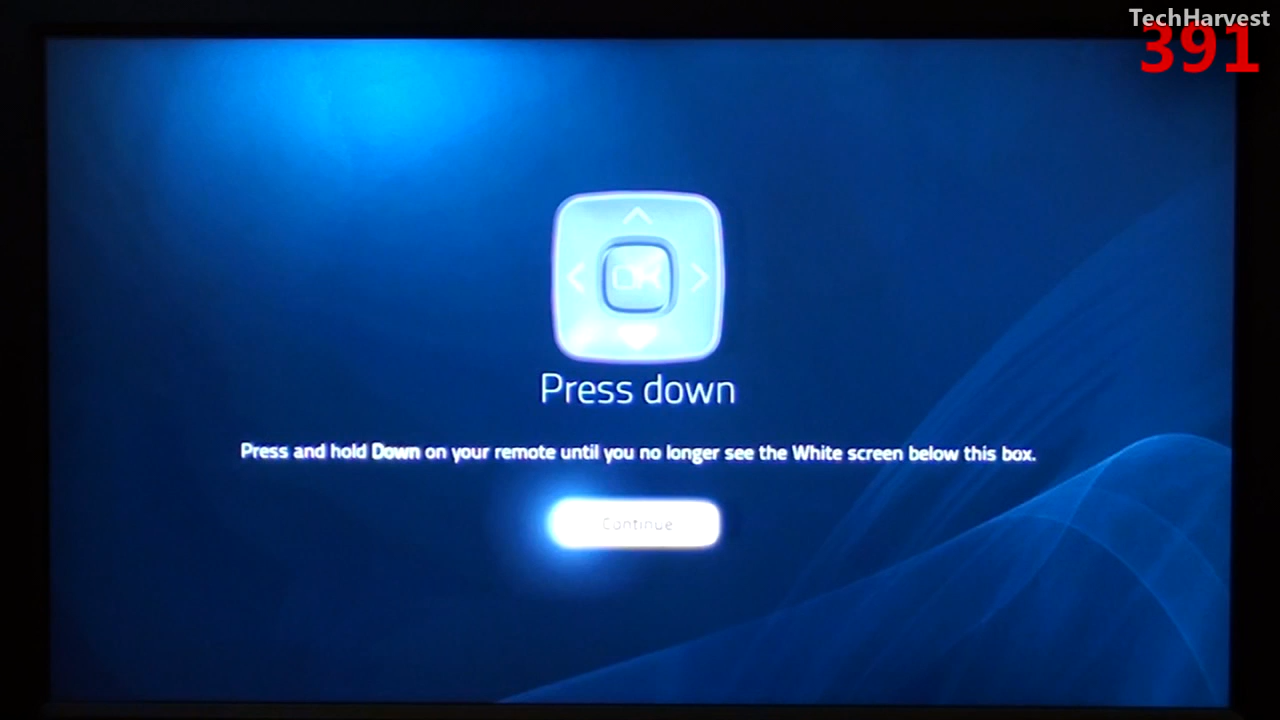 TechHarvest
391
OK
Press down
Press and hold Down on your remote until you no longer see the White screen below this box.
Continue